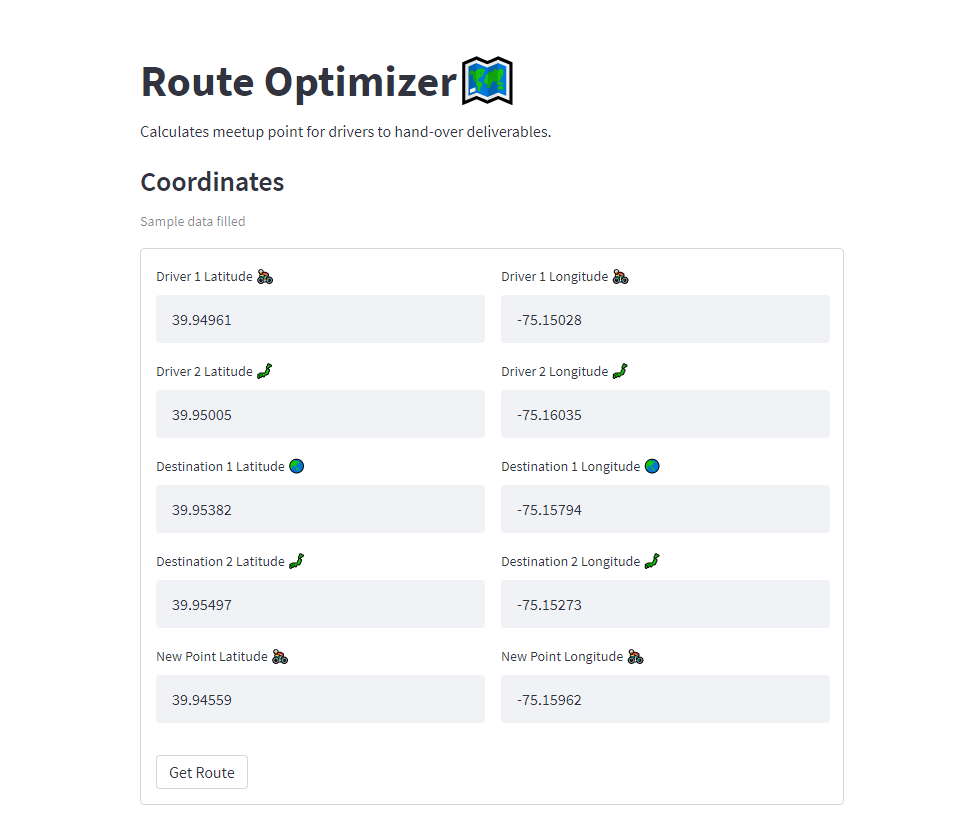 Route Optimizer
Calculates meetup point for drivers to hand-over deliverables.
Coordinates
Sample data filled
Driver 1 Latitude
Driver 1 Longitude
39.94961
-75.15028
Driver 2 Latitude
Driver 2 Longitude
39.95005
-75.16035
Destination 1 Latitude
Destination 1 Longitude
39.95382
-75.15794
Destination 2 Latitude
Destination 2 Longitude
39.95497
-75.15273
New Point Latitude
New Point Longitude
39.94559
-75.15962
Get Route